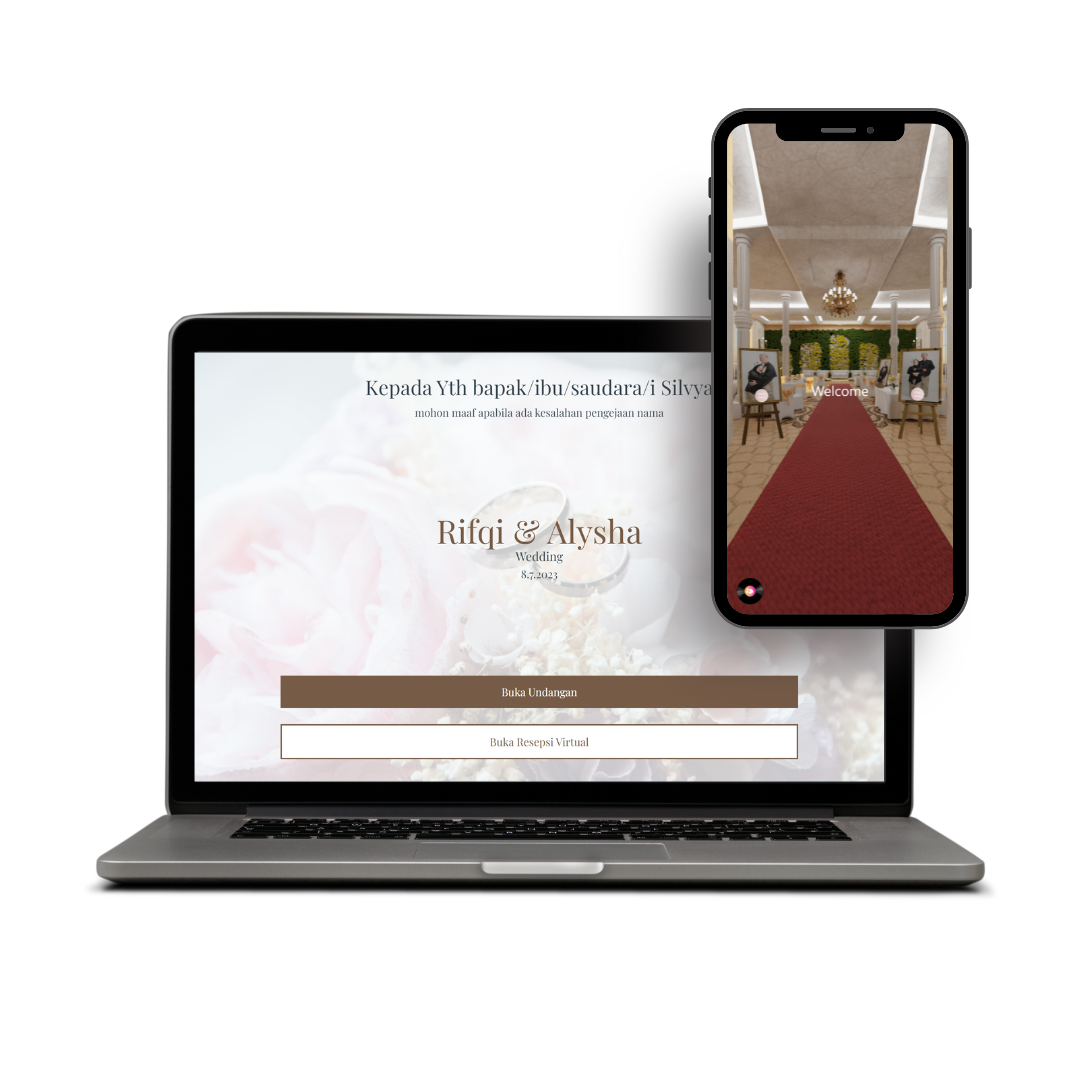 Kepada Yth bapak/ibu/saudara/i Silvya
mohon maaf apabila ada kesalahan pengejaan nama
Rifqi & Alysha
Wedding
8.7.2023
Buka Undangan
Buka Resepsi Virtual
Welcome